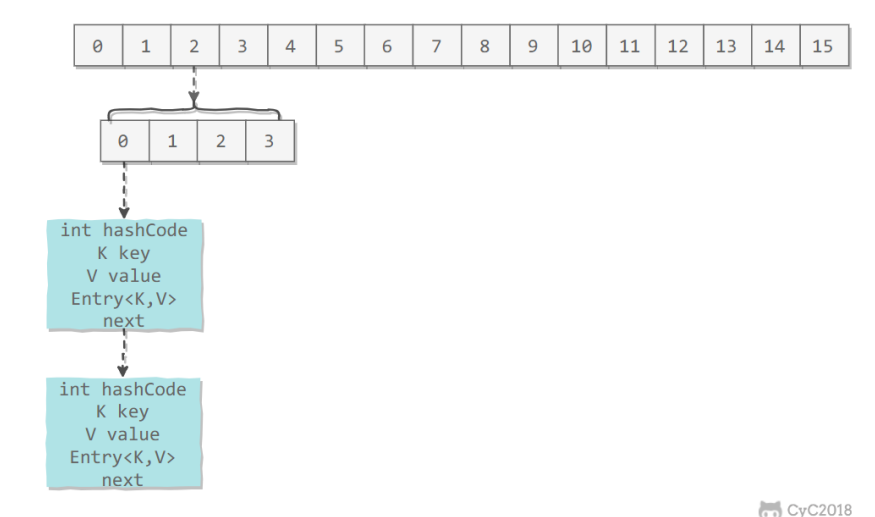 0 1 2 3 4 5 6 7 8 9 10 11 12 13 14 15
0 1 2 3
int hashCode
K key
V value
Entry<K,V>
next
int hashCode
K key
V value
Entry<K,V>
next
CyC2018